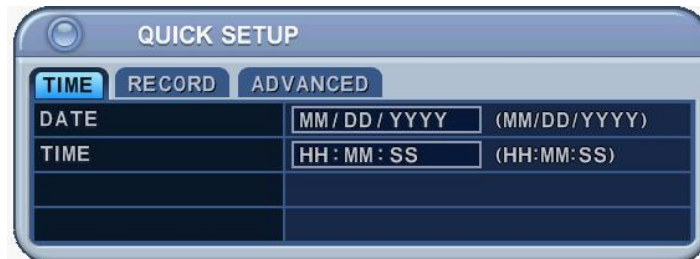 QUICK SETUP
TIME RECORD ADVANCED
DATE MM/DD/YYYY (MM/DD/YYYY)
TIME HH:MM:SS (HH:MM:SS)